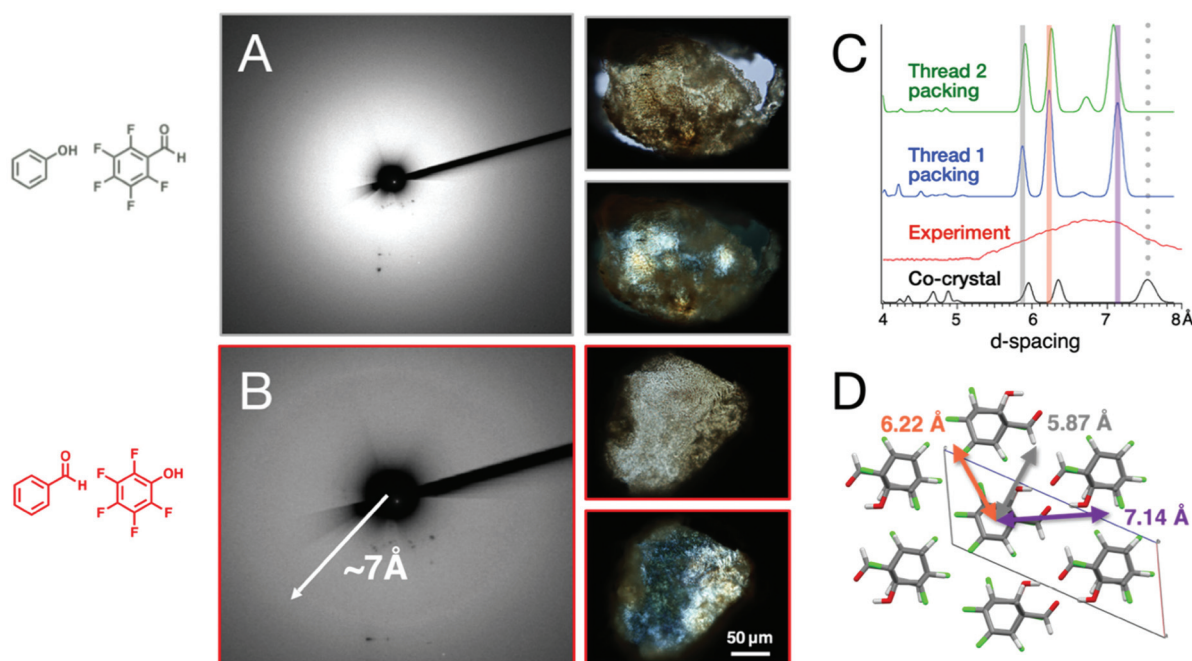 A
OH
F
O
F
H
F
F
F
B
~7Å
O
H
F
OH
F
F
F
F
50 µm
C
Thread 2
packing
Thread 1
packing
Experiment
Co-crystal
4 5 6 7 8Å
d-spacing
D
6.22 Å
5.87 Å
7.14 Å